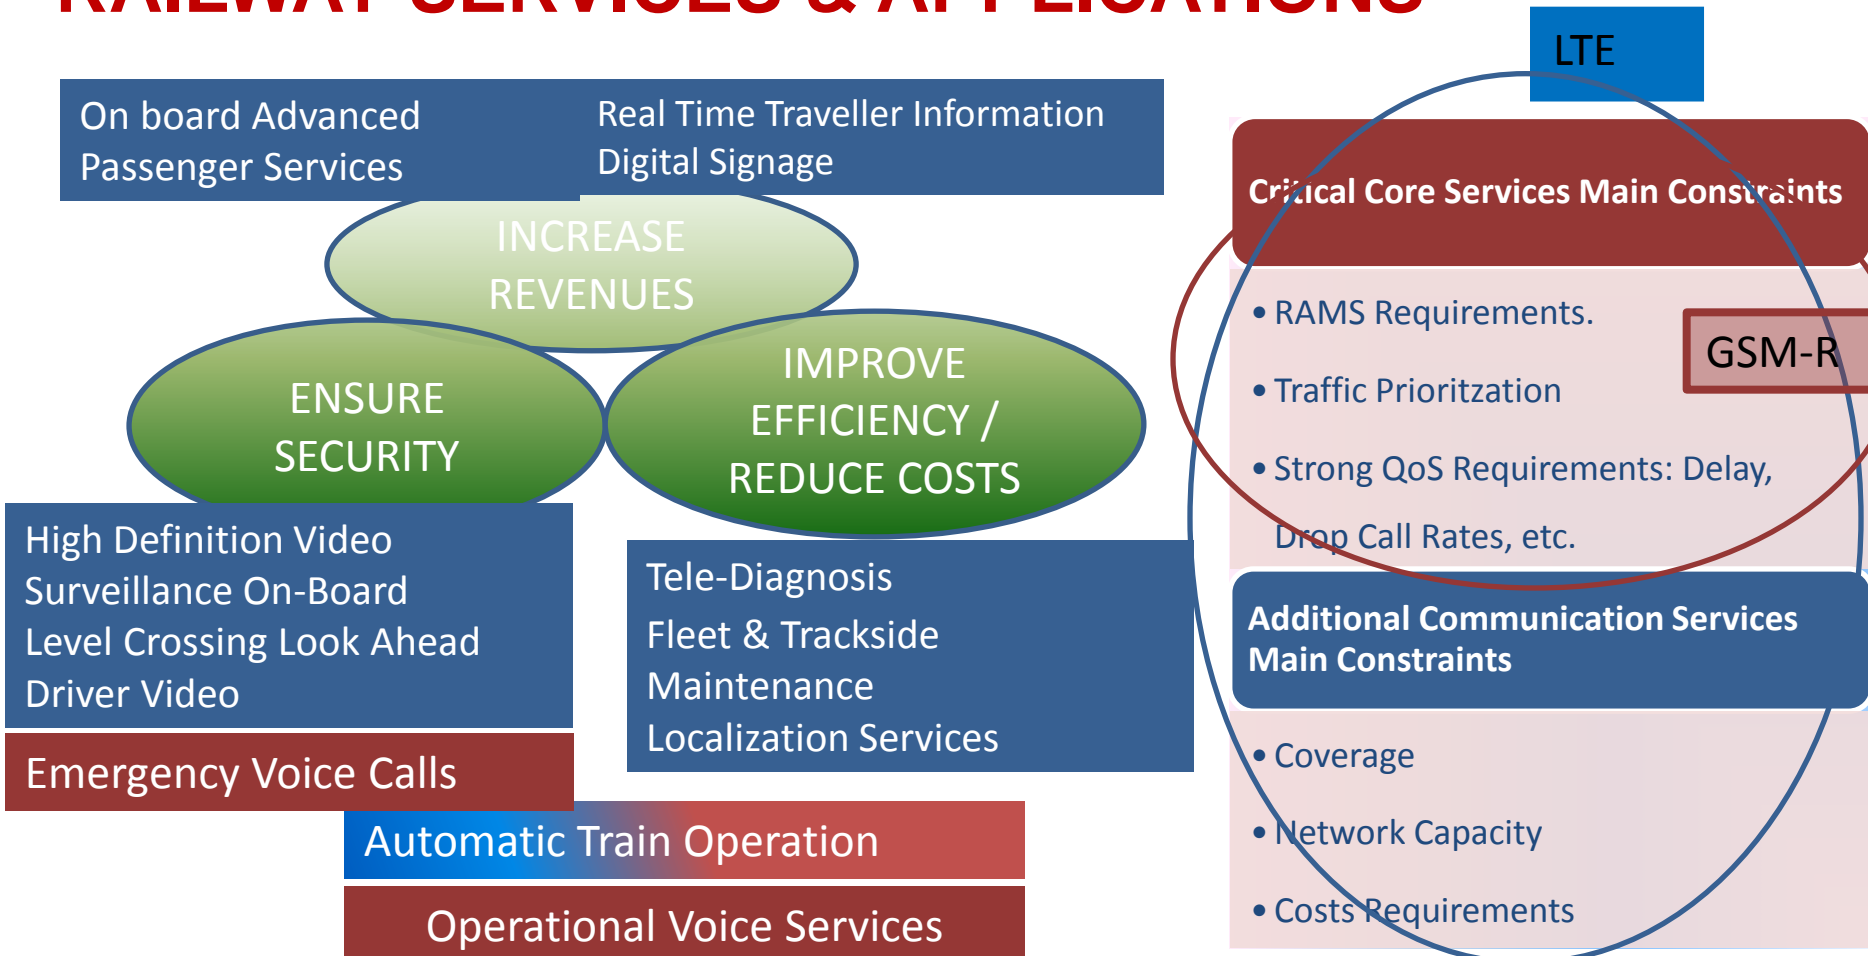 RAILWAY SERVICES & APPLICATIONS
On board Advanced
Passenger Services
Real Time Traveller Information
Digital Signage
INCREASE
REVENUES
ENSURE
SECURITY
IMPROVE
EFFICIENCY /
REDUCE COSTS
High Definition Video
Surveillance On-Board
Level Crossing Look Ahead
Driver Video
Emergency Voice Calls
Tele-Diagnosis
Fleet & Trackside
Maintenance
Localization Services
Automatic Train Operation
Operational Voice Services
LTE
Critical Core Services Main Constraints
• RAMS Requirements.
GSM-R
• Traffic Prioritzation
• Strong QoS Requirements: Delay,
Drop Call Rates, etc.
Additional Communication Services
Main Constraints
• Coverage
• Network Capacity
• Costs Requirements